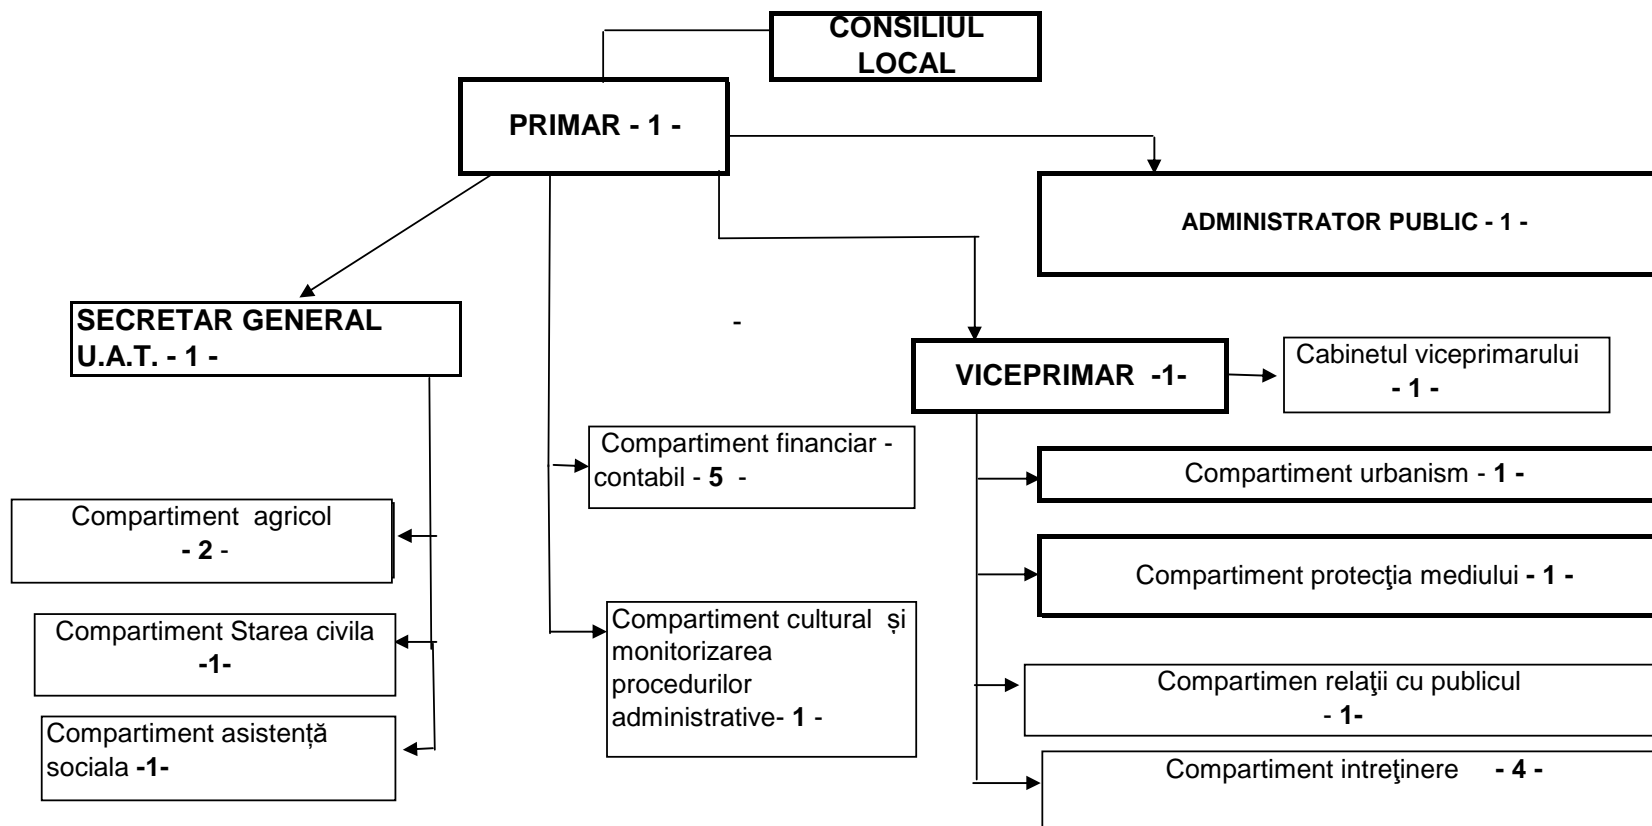 CONSILIUL
LOCAL
PRIMAR - 1 -
ADMINISTRATOR PUBLIC - 1 -
SECRETAR GENERAL
U.A.T. - 1 -
-
VICEPRIMAR -1-
Cabinetul viceprimarului
- 1 -
Compartiment financiar -
contabil - 5 -
Compartiment urbanism - 1 -
Compartiment agricol
- 2 -
Compartiment protecţia mediului - 1 -
Compartiment Starea civila
-1-
Compartiment cultural și
monitorizarea
procedurilor
administrative- 1 -
Compartimen relaţii cu publicul
- 1-
Compartiment asistență
sociala -1-
Compartiment intreţinere - 4 -